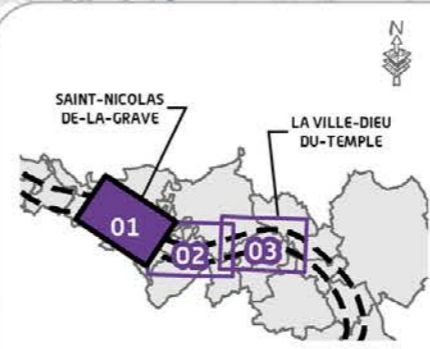 N
SAINT-NICOLAS
DE-LA-GRAVE
LA VILLE-DIEU
DU-TEMPLE
01
02
03